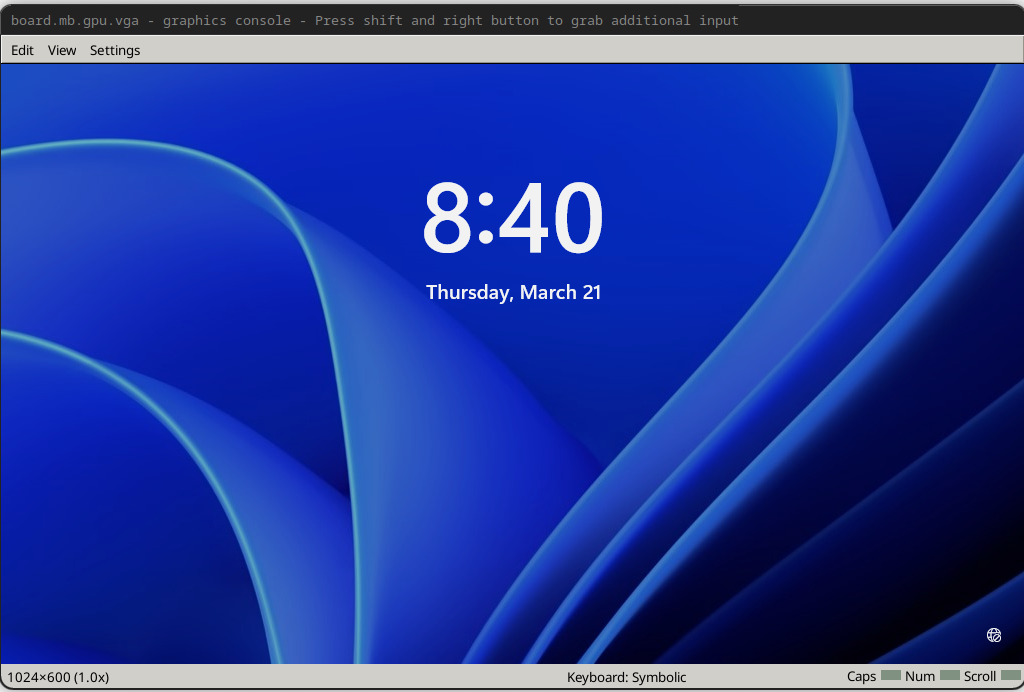 board.mb.gpu.vga - graphics console - Press shift and right button to grab additional input
Edit View Settings
8:40
Thursday, March 21
1024×600 (1.0x) Keyboard: Symbolic Caps Num Scroll